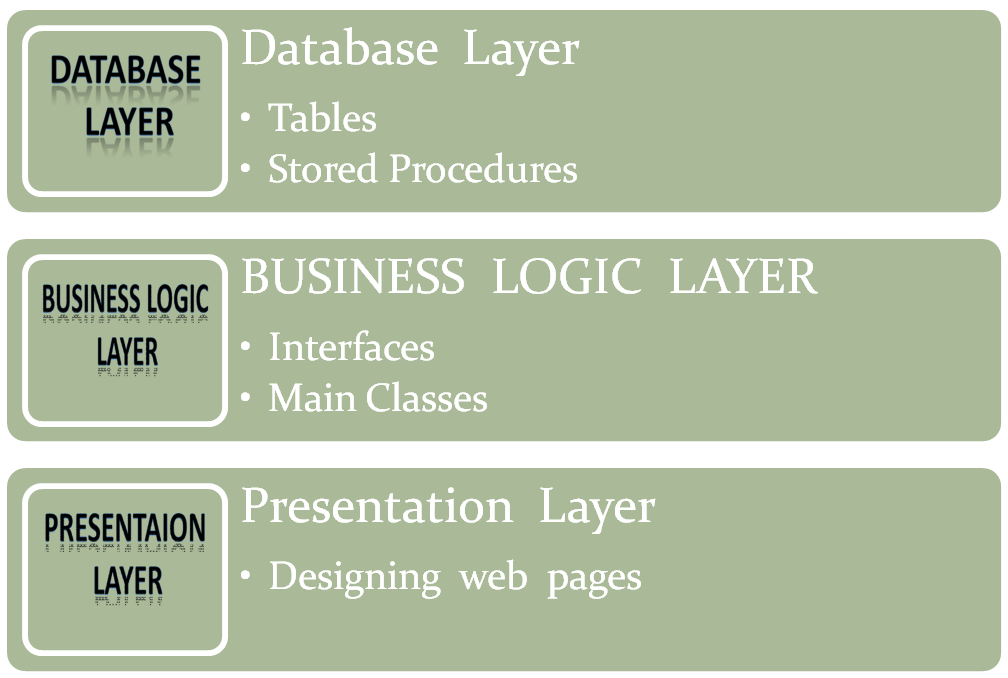 DATABASE
LAYER
Database Layer
• Tables
• Stored Procedures
BUSINESS LOGIC
LAYER
BUSINESS LOGIC LAYER
• Interfaces
• Main Classes
PRESENTAION
LAYER
Presentation Layer
• Designing web pages